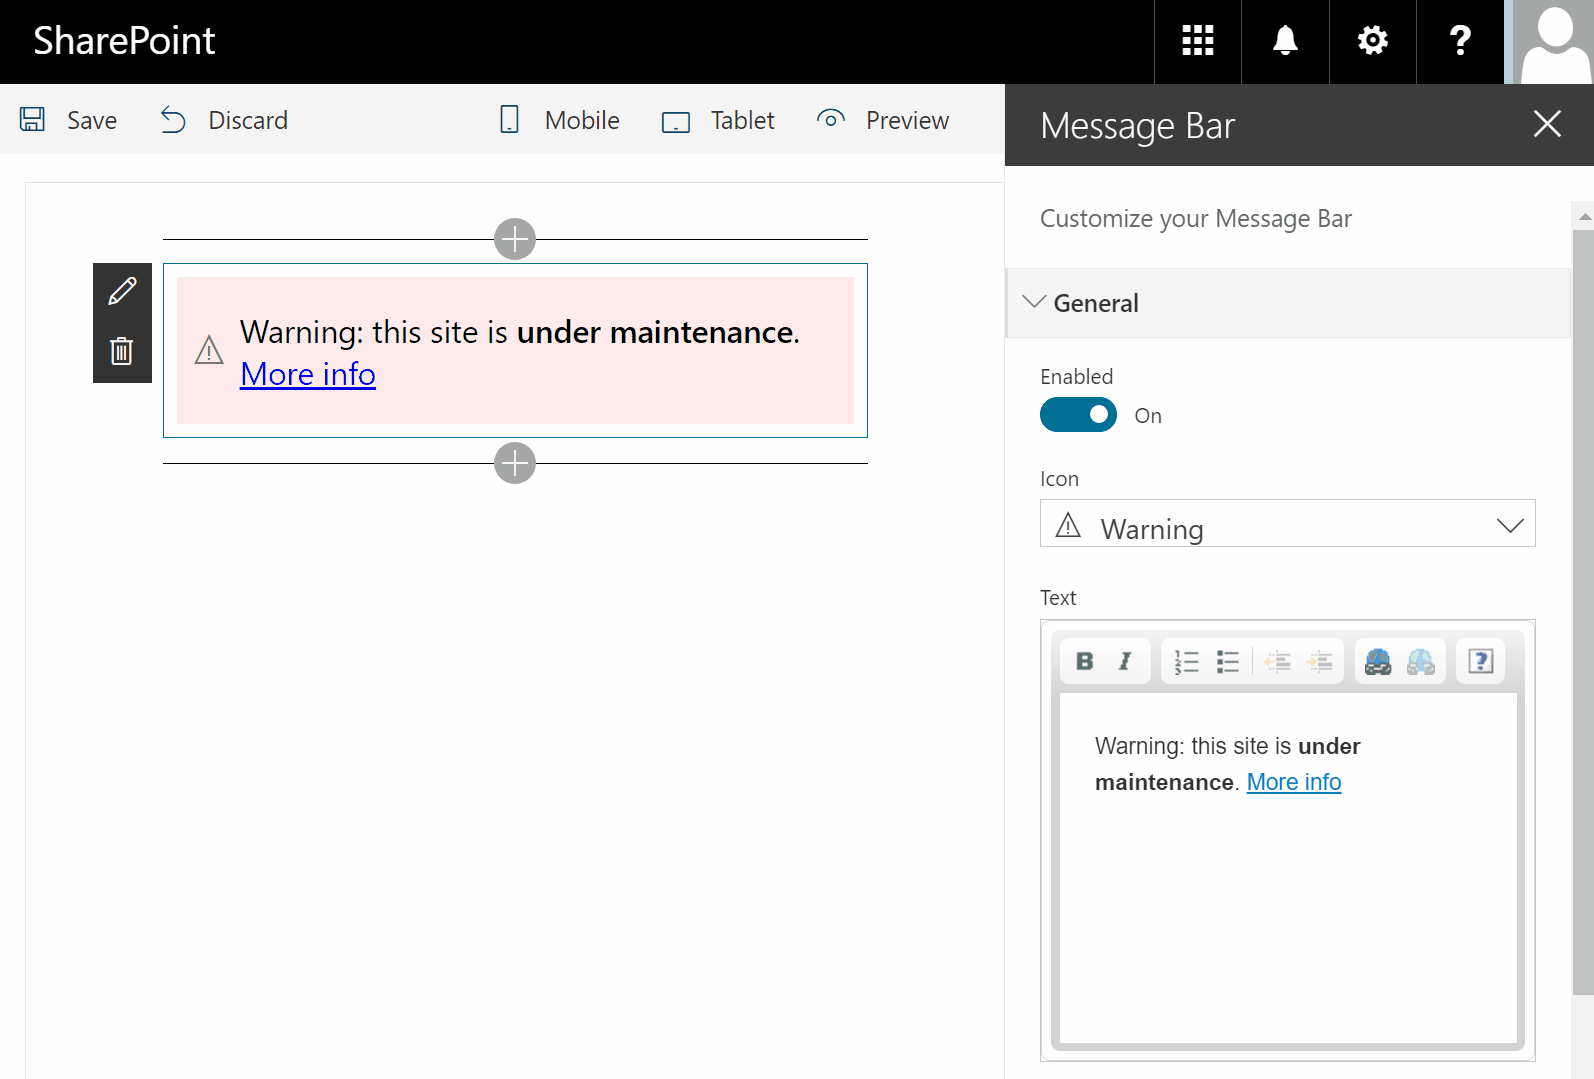 SharePoint
Save
Discard
Mobile
Tablet
Preview
Message Bar
Customize your Message Bar
General
Warning: this site is under maintenance.
More info
Enabled
On
Icon
Warning
Text
B I
Warning: this site is under
maintenance. More info